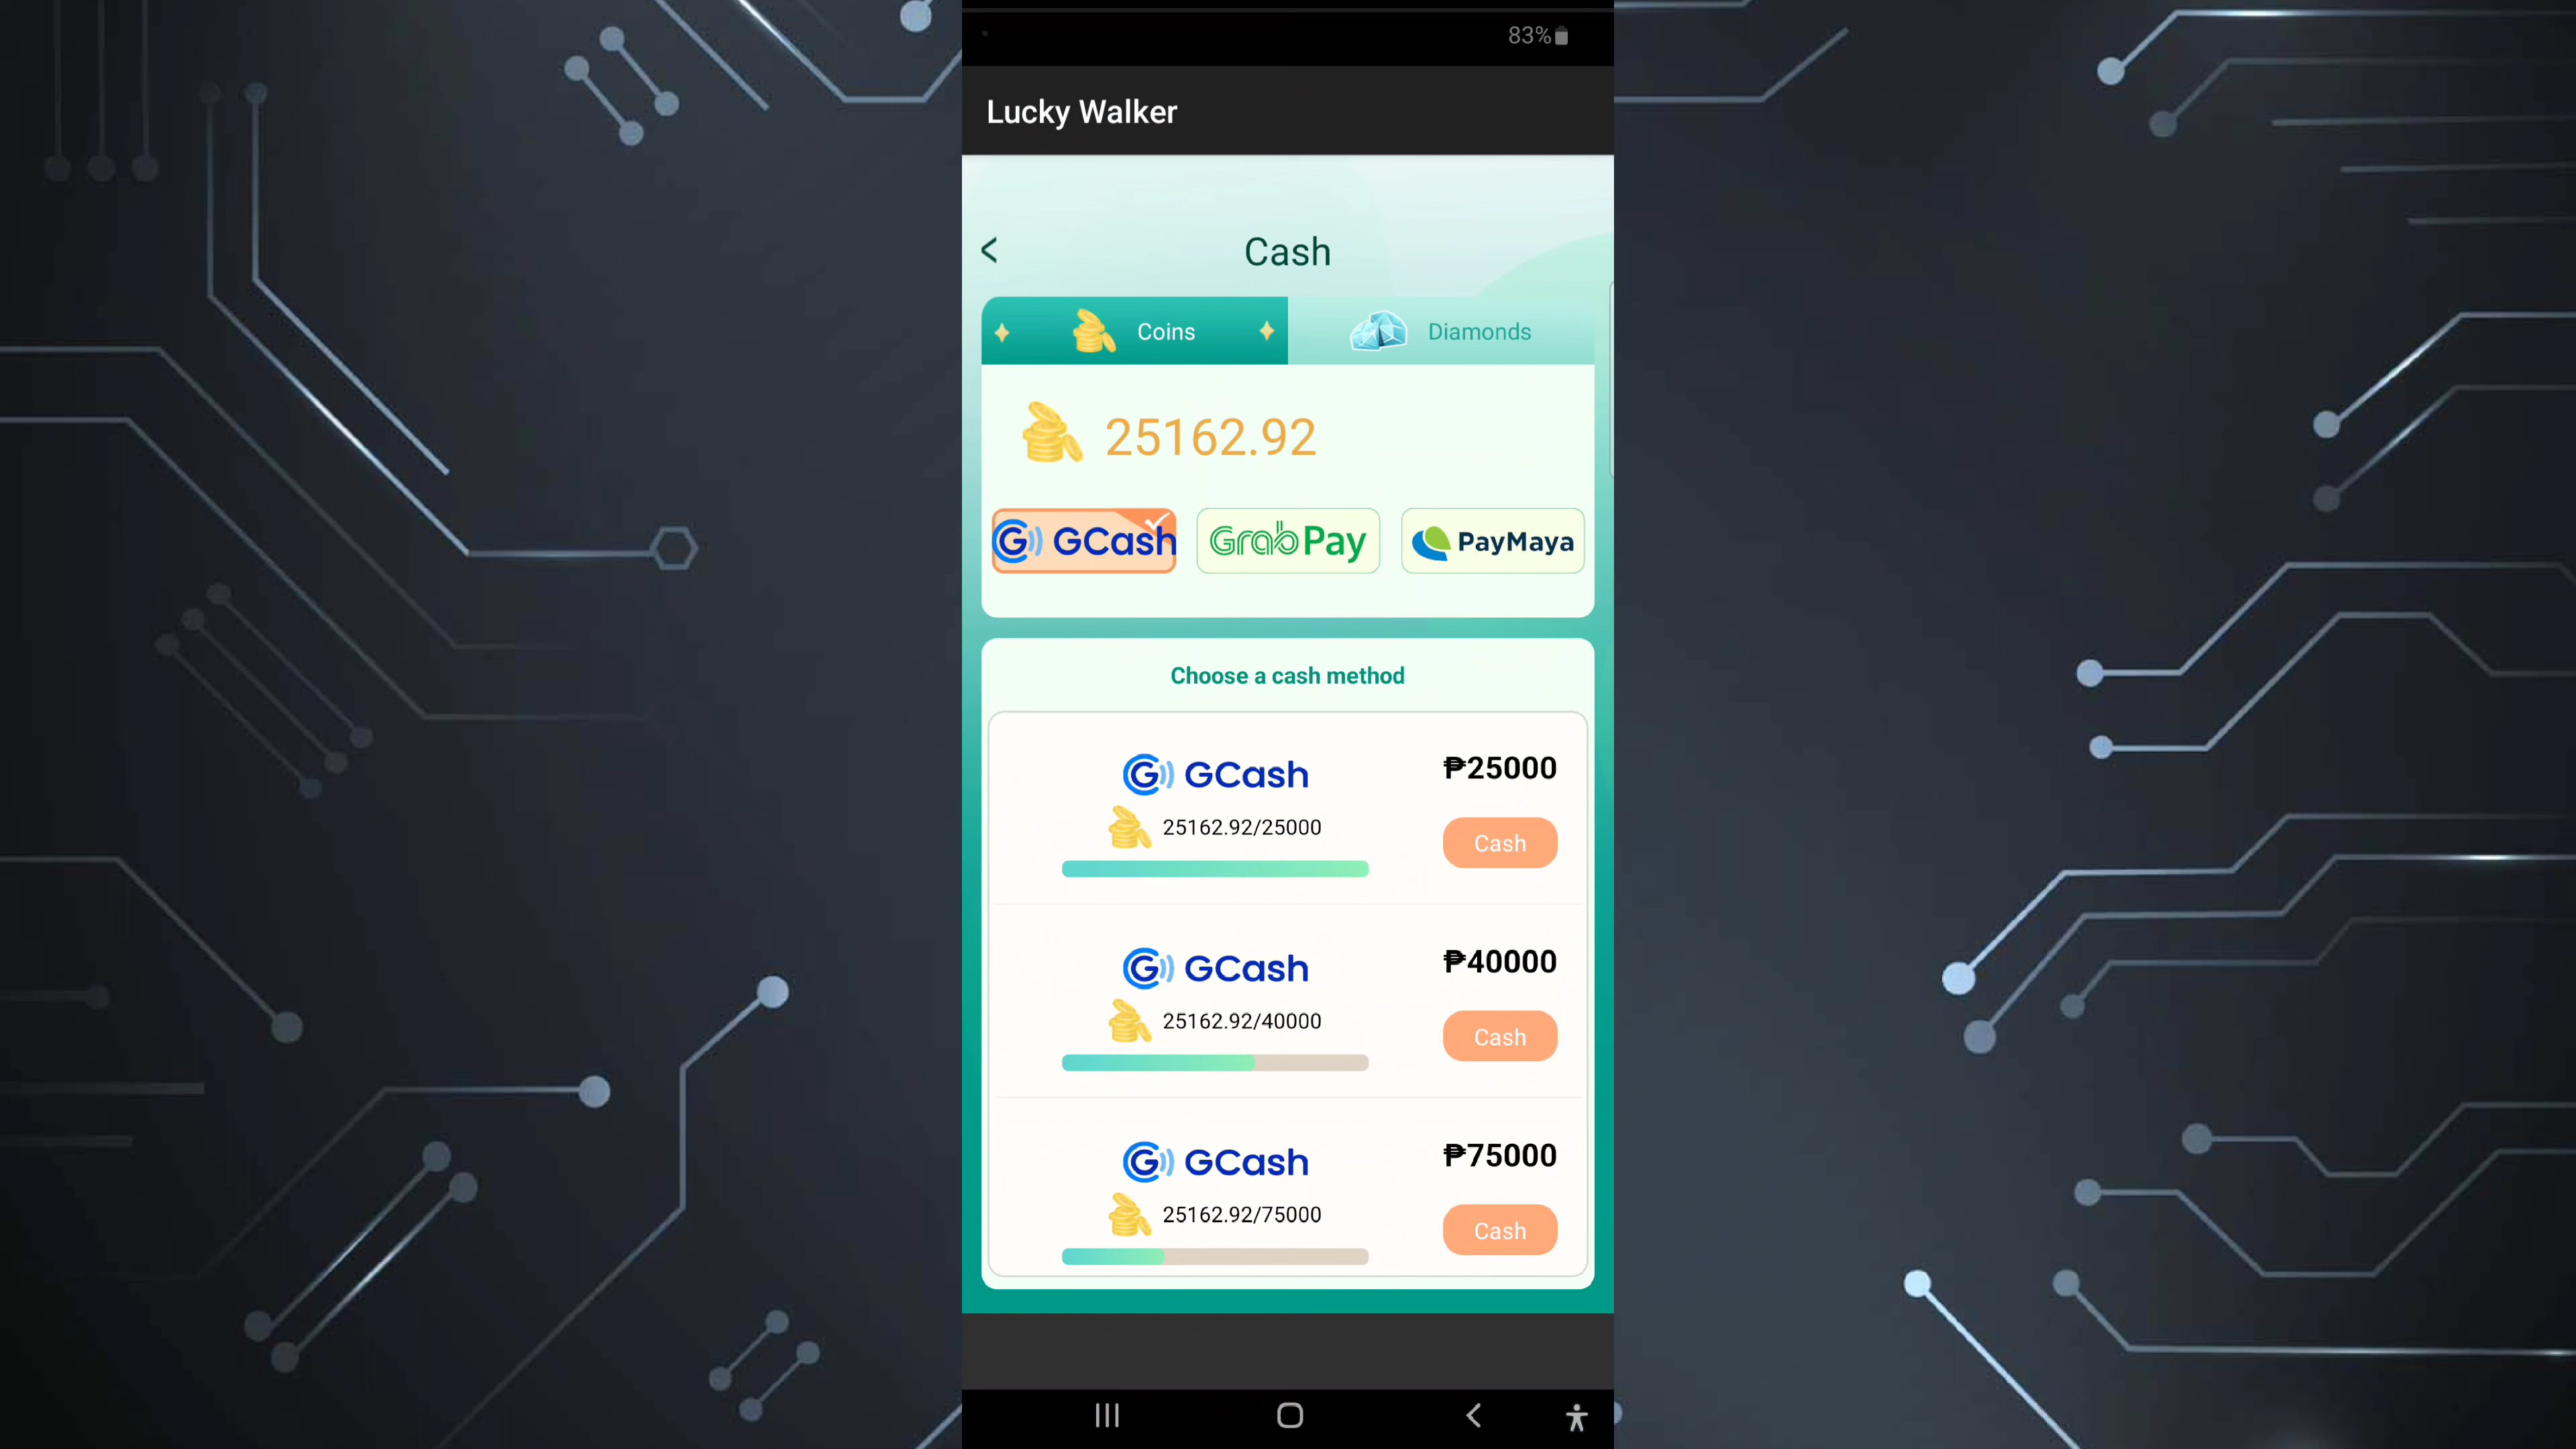 83%
Lucky Walker
Cash
Coins
Diamonds
25162.92
GCash
GrabPay
PayMaya
Choose a cash method
GCash
₱25000
25162.92/25000
Cash
GCash
₱40000
25162.92/40000
Cash
GCash
₱75000
25162.92/75000
Cash